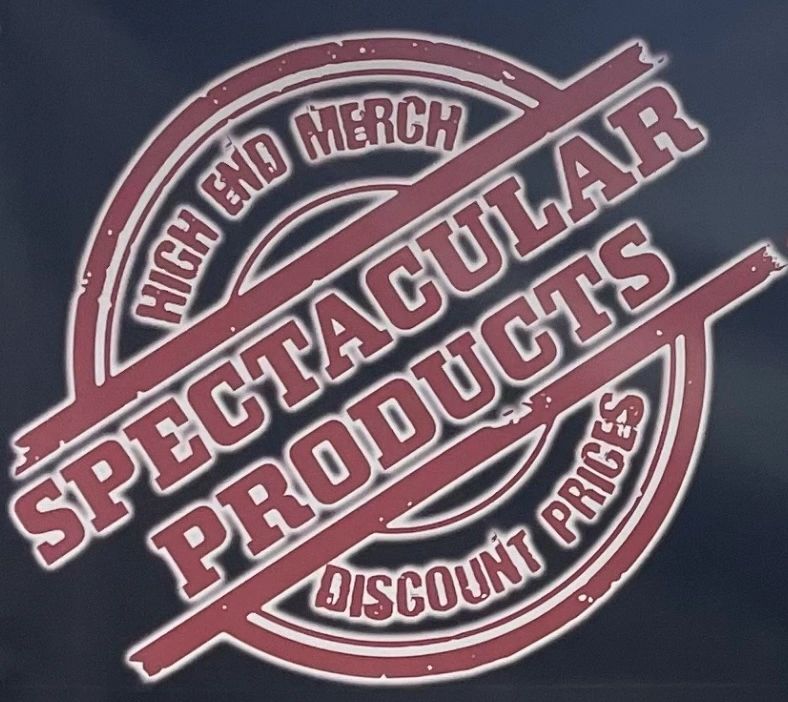 HIGH END MERCH
SPECTACULAR
PRODUCTS
DISCOUNT PRICES